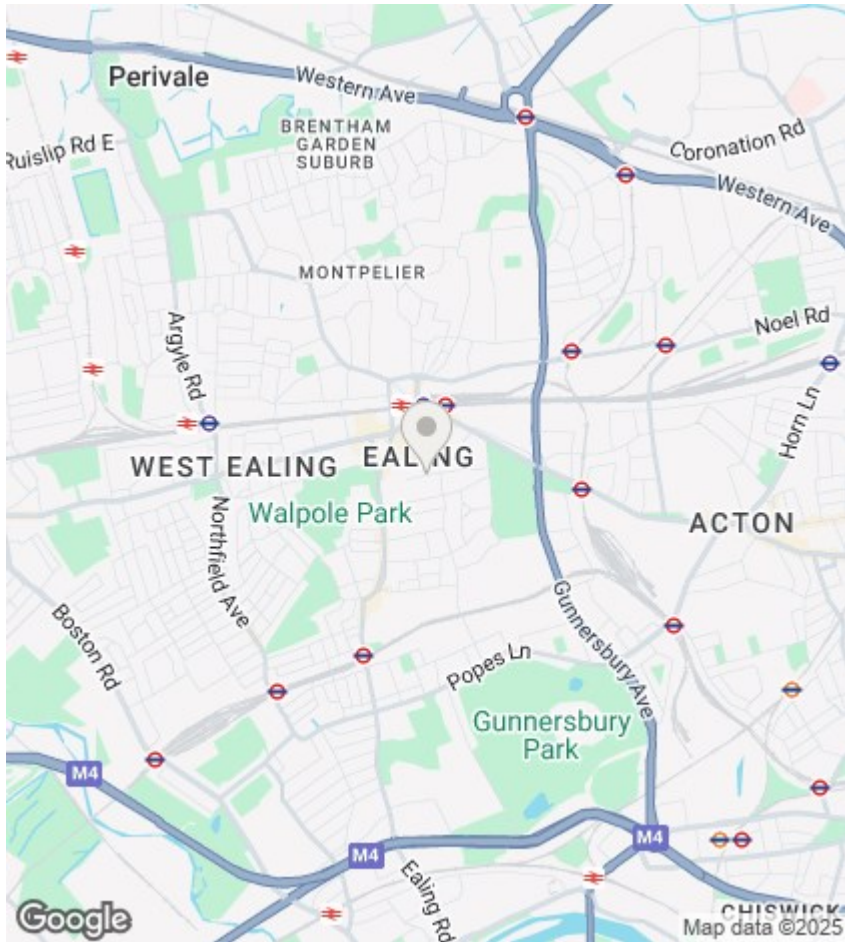 Perivale
Western Ave
BRENTHAM
GARDEN
SUBURB
Coronation Rd
Ruislip Rd E
Western Ave
MONTPELIER
Argyle Rd
Noel Rd
Horn Ln
WEST EALING
EALING
Walpole Park
ACTON
Northfield Ave
Boston Rd
Popes Ln
Gunnersbury Ave
Gunnersbury
Park
M4
M4
M4
Ealing Rd
CHISWICK
Google
Map data ©2025